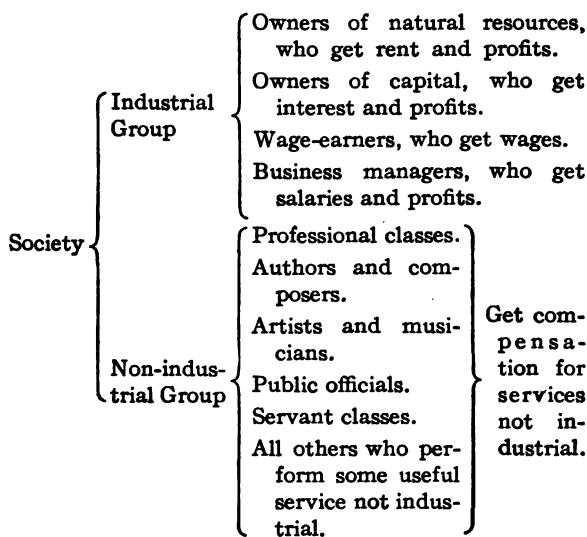 Society
Industrial
Group
Owners of natural resources,
who get rent and profits.
Owners of capital, who get
interest and profits.
Wage-earners, who get wages.
Business managers, who get
salaries and profits.
Non-indus-
trial Group
Professional classes.
Authors and com-
posers.
Artists and musi-
cians.
Public officials.
Servant classes.
All others who per-
form some useful
service not indus-
trial.
Get com-
pensa-
tion for
services
not in-
dustrial.